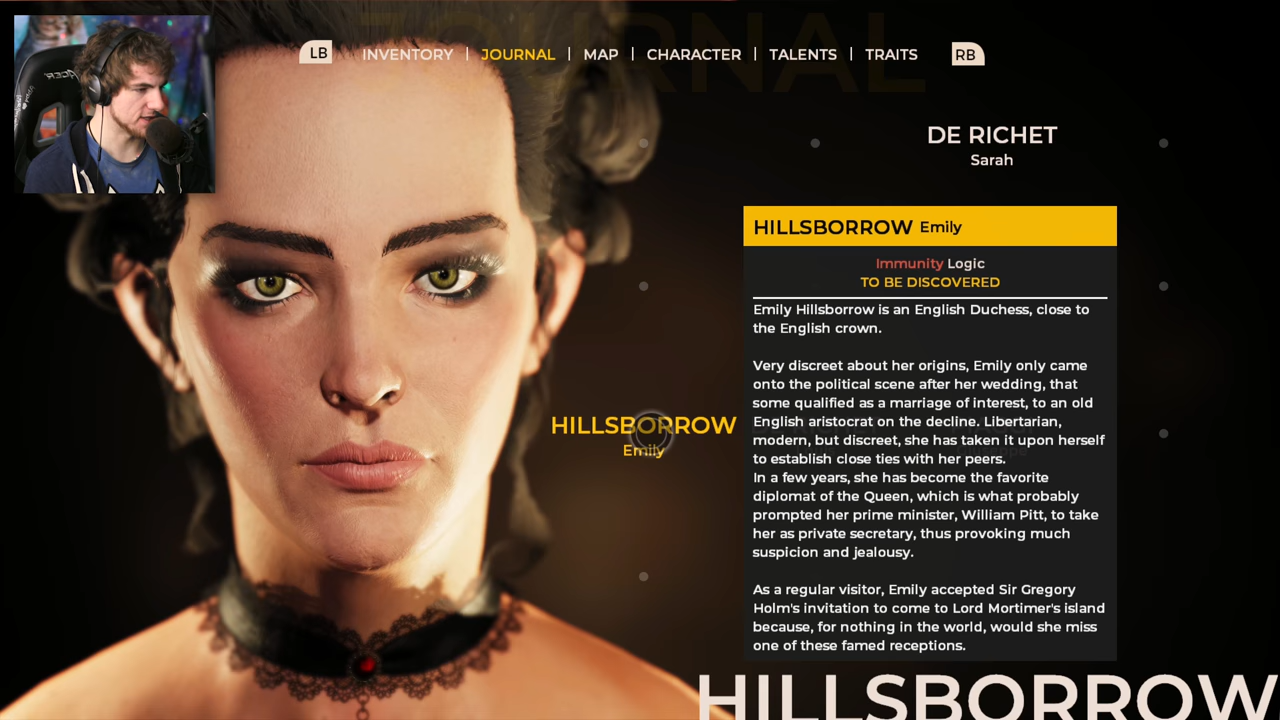 JOURNAL
LB INVENTORY | JOURNAL | MAP | CHARACTER | TALENTS | TRAITS RB
DE RICHET
Sarah
HILLSBORROW Emily
Immunity Logic
TO BE DISCOVERED
Emily Hillsborrow is an English Duchess, close to
the English crown.
Very discreet about her origins, Emily only came
onto the political scene after her wedding, that
some qualified as a marriage of interest, to an old
English aristocrat on the decline. Libertarian,
modern, but discreet, she has taken it upon herself
to establish close ties with her peers.
In a few years, she has become the favorite
diplomat of the Queen, which is what probably
prompted her prime minister, William Pitt, to take
her as private secretary, thus provoking much
suspicion and jealousy.
As a regular visitor, Emily accepted Sir Gregory
Holm's invitation to come to Lord Mortimer's island
because, for nothing in the world, would she miss
one of these famed receptions.
HILLSBORROW
Emily
HILLSBORROW